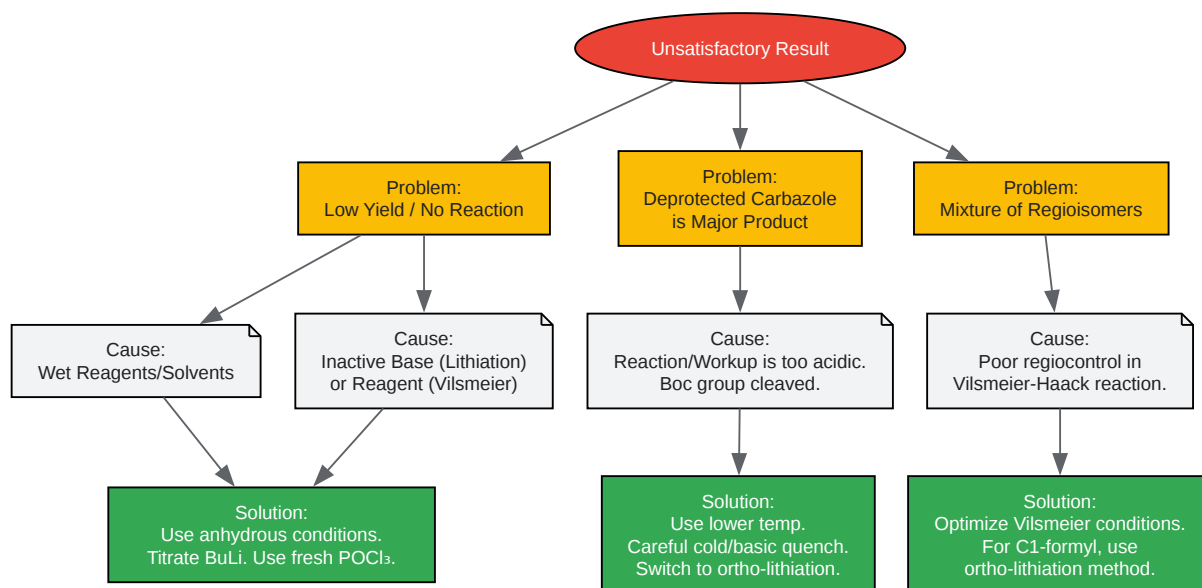 Unsatisfactory Result
Problem:
Low Yield / No Reaction
Problem:
Deprotected Carbazole
is Major Product
Problem:
Mixture of Regioisomers
Cause:
Wet Reagents/Solvents
Cause:
Inactive Base (Lithiation)
or Reagent (Vilsmeier)
Cause:
Reaction/Workup is too acidic.
Boc group cleaved.
Cause:
Poor regiocontrol in
Vilsmeier-Haack reaction.
Solution:
Use anhydrous conditions.
Titrate BuLi. Use fresh POCl₃.
Solution:
Use lower temp.
Careful cold/basic quench.
Switch to ortho-lithiation.
Solution:
Optimize Vilsmeier conditions.
For C1-formyl, use
ortho-lithiation method.